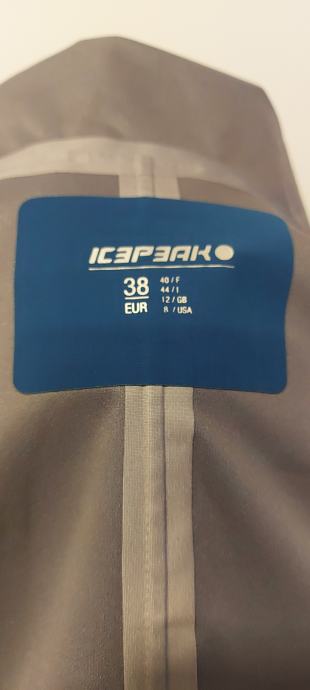 ICEPEAK
38
EUR
40 / F
44 / I
12 / GB
8 / USA